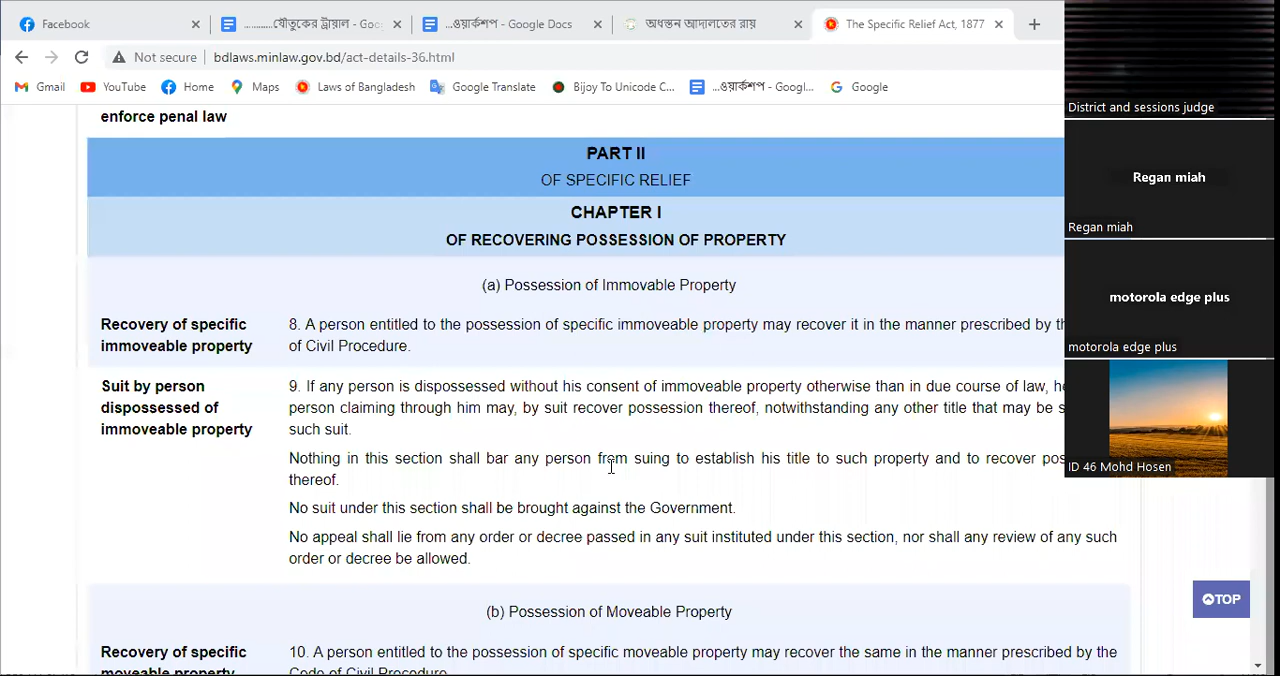 Facebook
...........যৌতুকের ট্রায়াল - Goo
...ওয়ার্কশপ - Google Docs
অধস্তন আদালতের রায়
The Specific Relief Act, 1877
Not secure
bdlaws.minlaw.gov.bd/act-details-36.html
Gmail
YouTube
Home
Maps
Laws of Bangladesh
Google Translate
Bijoy To Unicode C...
...ওয়ার্কশপ - Googl...
Google
enforce penal law
PART II
OF SPECIFIC RELIEF
CHAPTER I
OF RECOVERING POSSESSION OF PROPERTY
(a) Possession of Immovable Property
Recovery of specific
immoveable property
8. A person entitled to the possession of specific immoveable property may recover it in the manner prescribed by
of Civil Procedure.
Suit by person
dispossessed of
immoveable property
9. If any person is dispossessed without his consent of immoveable property otherwise than in due course of law,
person claiming through him may, by suit recover possession thereof, notwithstanding any other title that may be
such suit.
Nothing in this section shall bar any person from suing to establish his title to such property and to recover
thereof.
No suit under this section shall be brought against the Government.
No appeal shall lie from any order or decree passed in any suit instituted under this section, nor shall any review of any such
order or decree be allowed.
(b) Possession of Moveable Property
Recovery of specific
moveable property
10. A person entitled to the possession of specific moveable property may recover the same in the manner prescribed by the
Code of Civil Procedure.
TOP
District and sessions judge
Regan miah
Regan miah
motorola edge plus
motorola edge plus
ID 46 Mohd Hosen